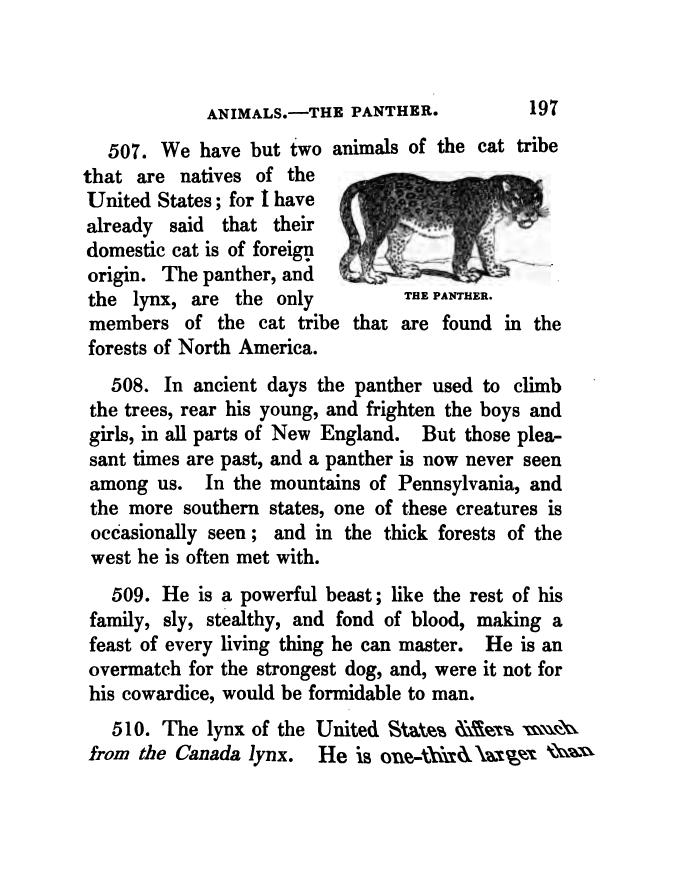 ANIMALS.—THE PANTHER. 197
507. We have but two animals of the cat tribe
that are natives of the
United States; for I have
already said that their
domestic cat is of foreign
origin. The panther, and
the lynx, are the only
THE PANTHER.
members of the cat tribe that are found in the
forests of North America.
508. In ancient days the panther used to climb
the trees, rear his young, and frighten the boys and
girls, in all parts of New England. But those plea-
sant times are past, and a panther is now never seen
among us. In the mountains of Pennsylvania, and
the more southern states, one of these creatures is
occasionally seen; and in the thick forests of the
west he is often met with.
509. He is a powerful beast; like the rest of his
family, sly, stealthy, and fond of blood, making a
feast of every living thing he can master. He is an
overmatch for the strongest dog, and, were it not for
his cowardice, would be formidable to man.
510. The lynx of the United States differs much
from the Canada lynx. He is one-third larger than